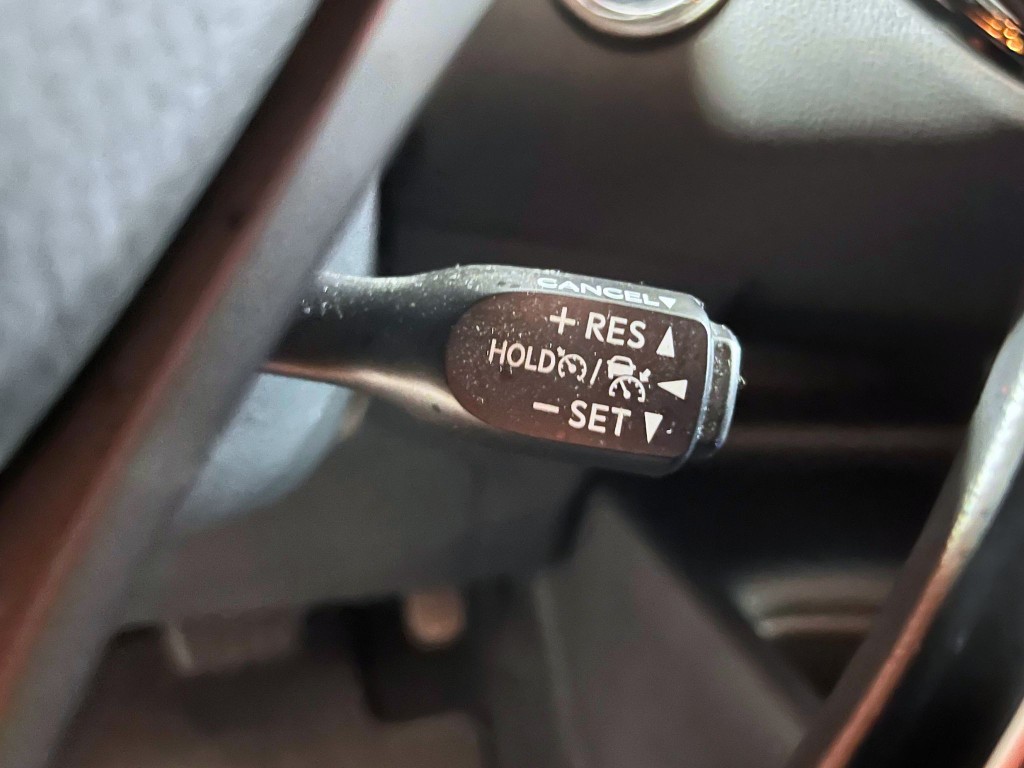 CANCEL▼
+ RES ▲
HOLD / ◀
− SET ▼